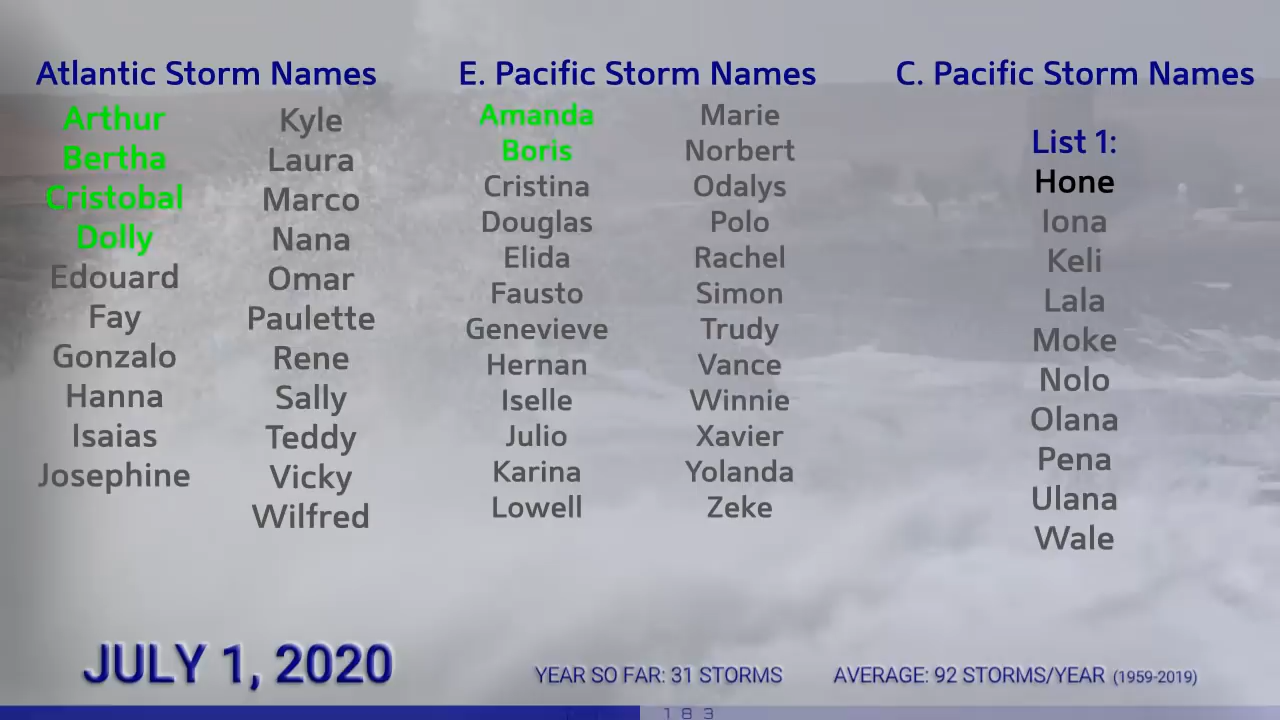 Atlantic Storm Names
Arthur
Bertha
Cristobal
Dolly
Edouard
Fay
Gonzalo
Hanna
Isaias
Josephine
Kyle
Laura
Marco
Nana
Omar
Paulette
Rene
Sally
Teddy
Vicky
Wilfred
E. Pacific Storm Names
Amanda
Boris
Cristina
Douglas
Elida
Fausto
Genevieve
Hernan
Iselle
Julio
Karina
Lowell
Marie
Norbert
Odalys
Polo
Rachel
Simon
Trudy
Vance
Winnie
Xavier
Yolanda
Zeke
C. Pacific Storm Names
List 1:
Hone
Iona
Keli
Lala
Moke
Nolo
Olana
Pena
Ulana
Wale
JULY 1, 2020
YEAR SO FAR: 31 STORMS
AVERAGE: 92 STORMS/YEAR (1959-2019)
183